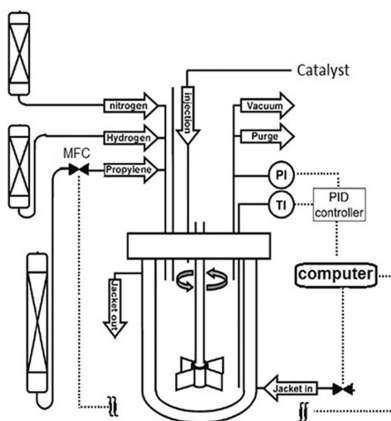 Catalyst
nitrogen
injection
Vacuum
Hydrogen
Purge
MFC
Propylene
PI
TI
PID
controller
computer
Jacket out
Jacket in